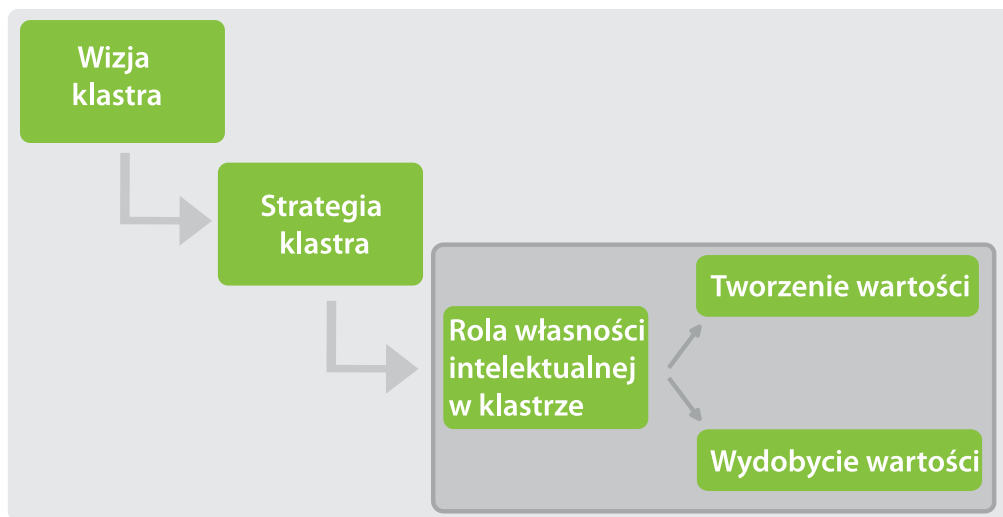 Wizja
klastra
Strategia
klastra
Rola własności
intelektualnej
w klastrze
Tworzenie wartości
Wydobycie wartości